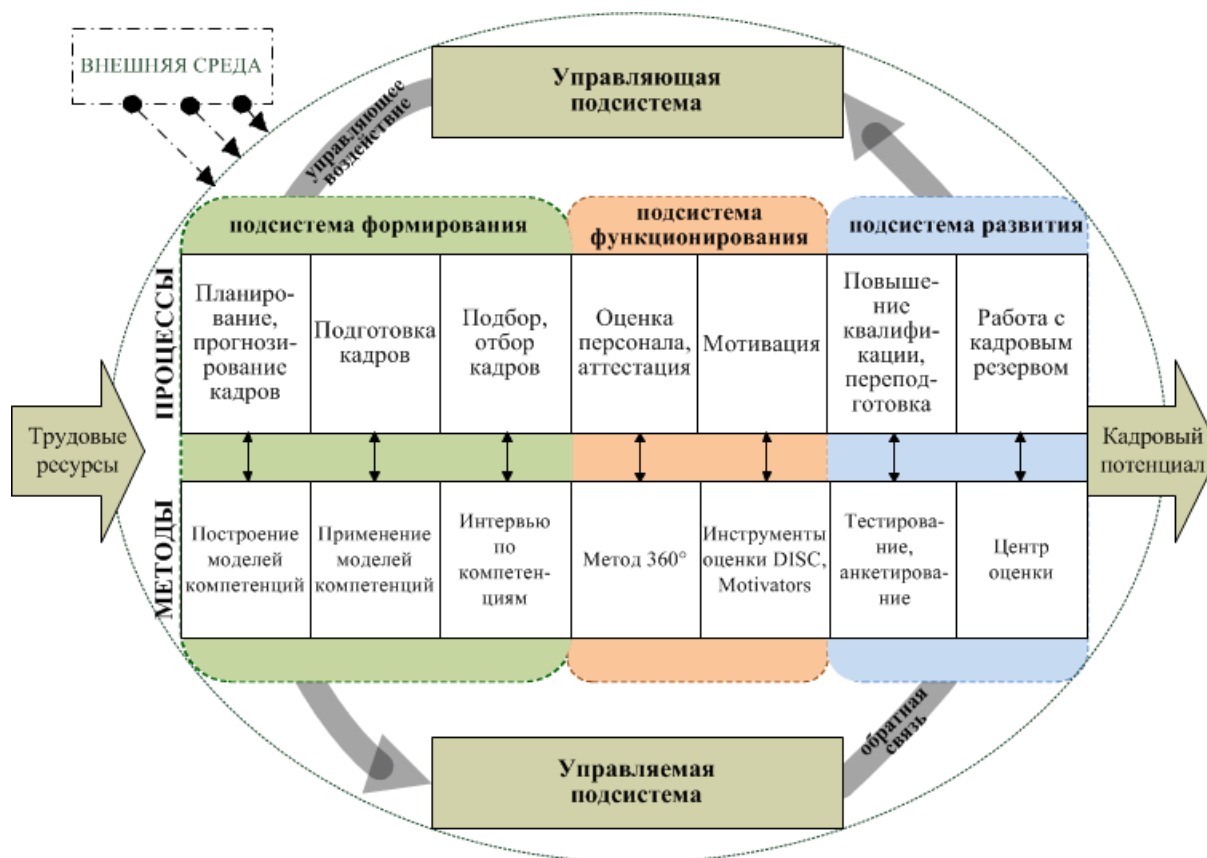 ВНЕШНЯЯ СРЕДА
Управляющая
подсистема
управляющее
воздействие
подсистема формирования
подсистема
функционирования
подсистема развития
ПРОЦЕССЫ
Планиро-
вание,
прогнози-
рование
кадров
Подготовка
кадров
Подбор,
отбор
кадров
Оценка
персонала,
аттестация
Мотивация
Повыше-
ние
квалифи-
кации,
переподг-
отовка
Работа с
кадровым
резервом
Трудовые
ресурсы
Кадровый
потенциал
МЕТОДЫ
Построение
моделей
компетенций
Применение
моделей
компетенций
Интервью
по
компетен-
циям
Метод 360°
Инструменты
оценки DISC,
Motivators
Тестирова-
ние,
анкетирова-
ние
Центр
оценки
обратная
связь
Управляемая
подсистема